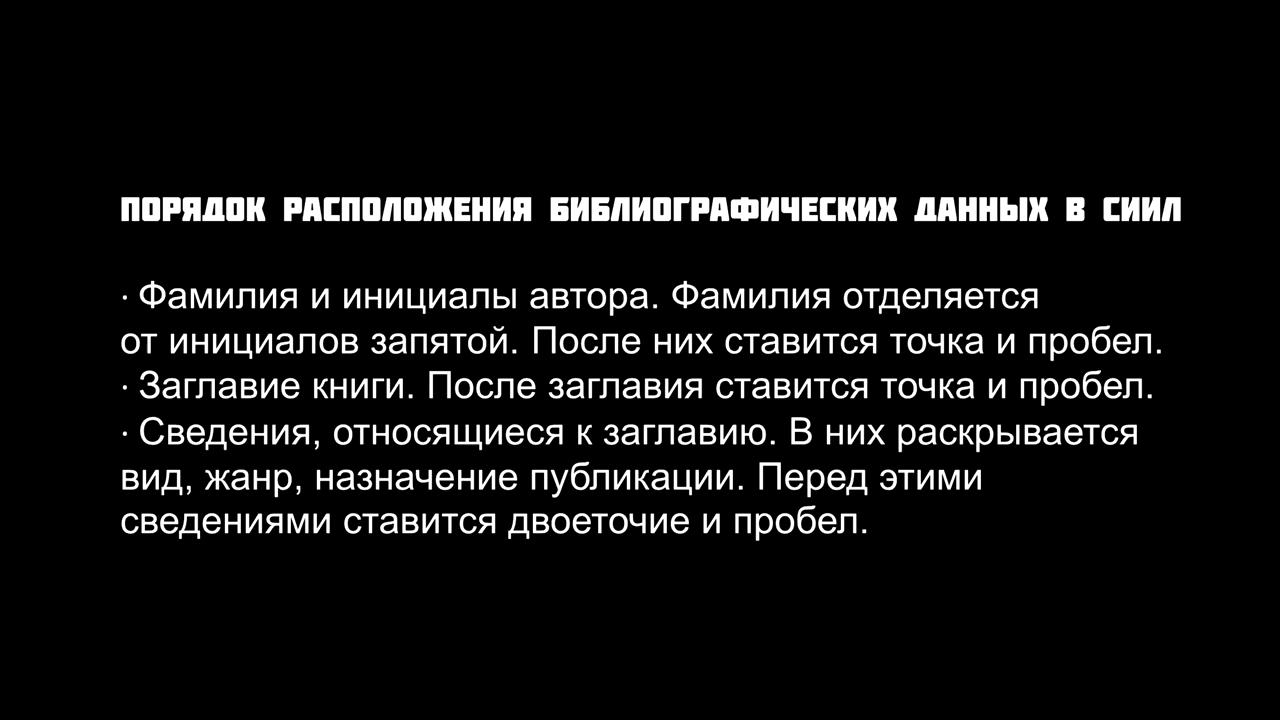 ПОРЯДОК РАСПОЛОЖЕНИЯ БИБЛИОГРАФИЧЕСКИХ ДАННЫХ В СИИЛ
· Фамилия и инициалы автора. Фамилия отделяется
от инициалов запятой. После них ставится точка и пробел.
· Заглавие книги. После заглавия ставится точка и пробел.
· Сведения, относящиеся к заглавию. В них раскрывается
вид, жанр, назначение публикации. Перед этими
сведениями ставится двоеточие и пробел.